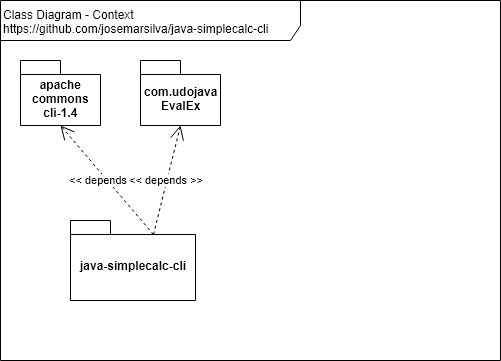 Class Diagram - Context
https://github.com/josemarsilva/java-simplecalc-cli
apache
commons
cli-1.4
com.udojava
EvalEx
<< depends << depends >>
java-simplecalc-cli